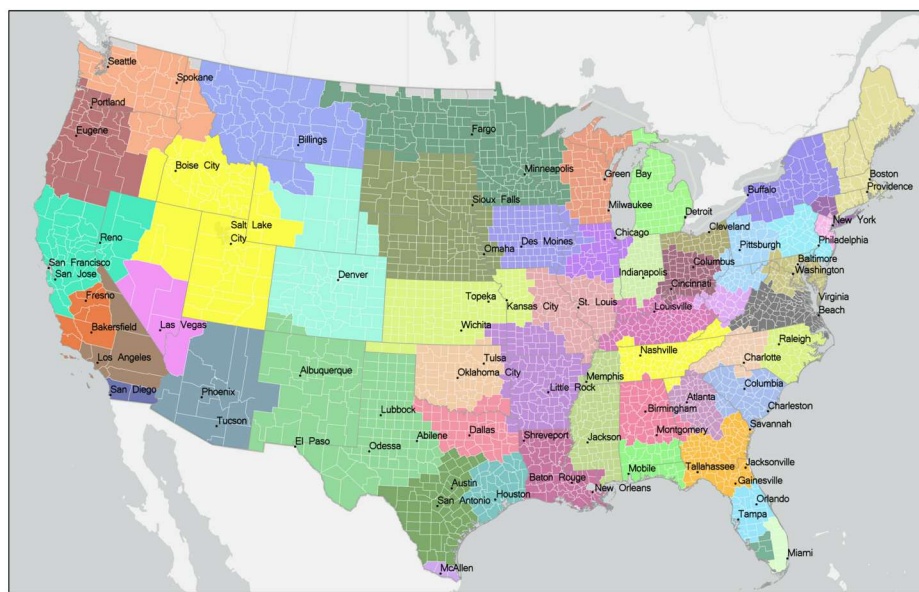 Seattle
Spokane
Portland
Eugene
Billings
Fargo
Boise City
Minneapolis
Green Bay
Boston
Buffalo
Providence
Sioux Falls
Milwaukee
Detroit
Salt Lake
City
Reno
New York
Cleveland
Chicago
Omaha
Des Moines
Pittsburgh
Philadelphia
San Francisco
San Jose
Denver
Indianapolis
Columbus
Baltimore
Washington
Cincinnati
Topeka
Kansas City
St. Louis
Fresno
Louisville
Virginia
Beach
Las Vegas
Bakersfield
Wichita
Raleigh
Nashville
Los Angeles
Tulsa
Charlotte
Albuquerque
Oklahoma City
Memphis
San Diego
Phoenix
Little Rock
Columbia
Atlanta
Lubbock
Birmingham
Charleston
Tucson
Abilene
Dallas
Montgomery
Savannah
El Paso
Odessa
Shreveport
Jackson
Mobile
Tallahassee
Jacksonville
Austin
Baton Rouge
Gainesville
San Antonio
Houston
New Orleans
Orlando
Tampa
Miami
McAllen